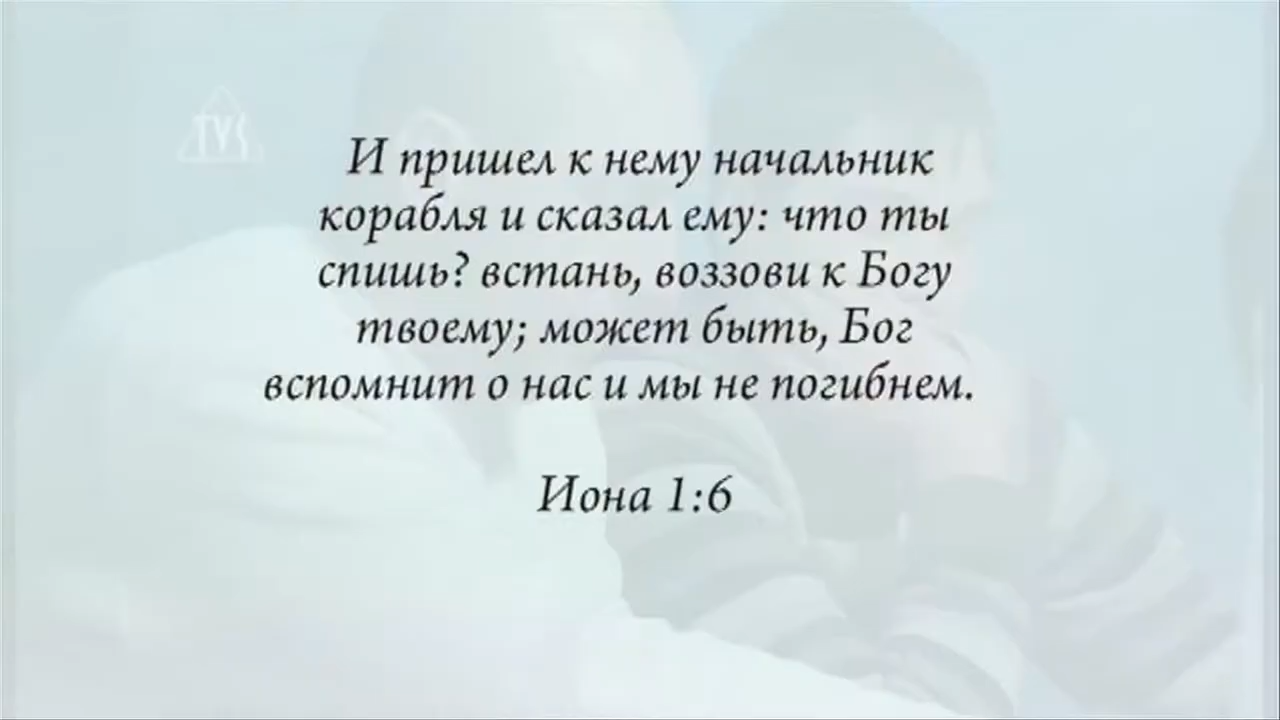 TVS
И пришел к нему начальник
корабля и сказал ему: что ты
спишь? встань, воззови к Богу
твоему; может быть, Бог
вспомнит о нас и мы не погибнем.
Иона 1:6